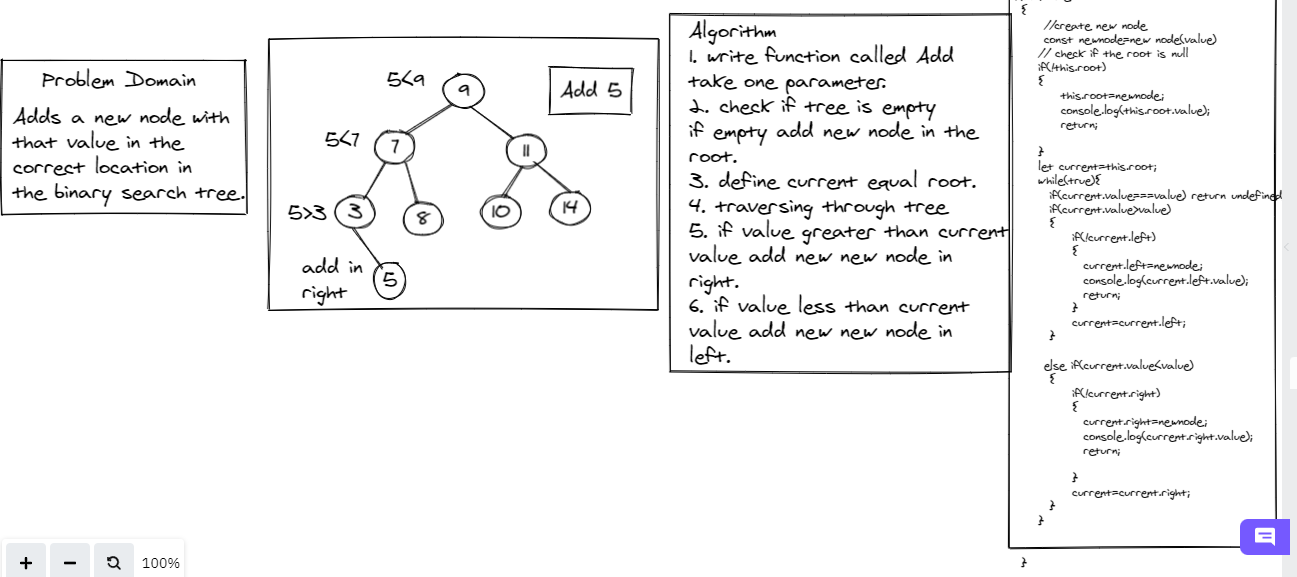 Problem Domain
Adds a new node with
that value in the
correct location in
the binary search tree.
5<9
9
Add 5
5<7
7
11
5>3
3
8
10
14
add in
right
5
Algorithm
1. write function called Add
take one parameter.
2. check if tree is empty
if empty add new node in the
root.
3. define current equal root.
4. traversing through tree
5. if value greater than current
value add new new node in
right.
6. if value less than current
value add new new node in
left.
{
//create new node
const newnode=new node(value)
// check if the root is null
if(!this.root)
{
this.root=newnode;
console.log(this.root.value);
return;
}
let current=this.root;
while(true){
if(current.value===value) return undefined
if(current.value>value)
{
if(!current.left)
{
current.left=newnode;
console.log(current.left.value);
return;
}
current=current.left;
}
else if(current.value<value)
{
if(!current.right)
{
current.right=newnode;
console.log(current.right.value);
return;
}
current=current.right;
}
}
}
100%